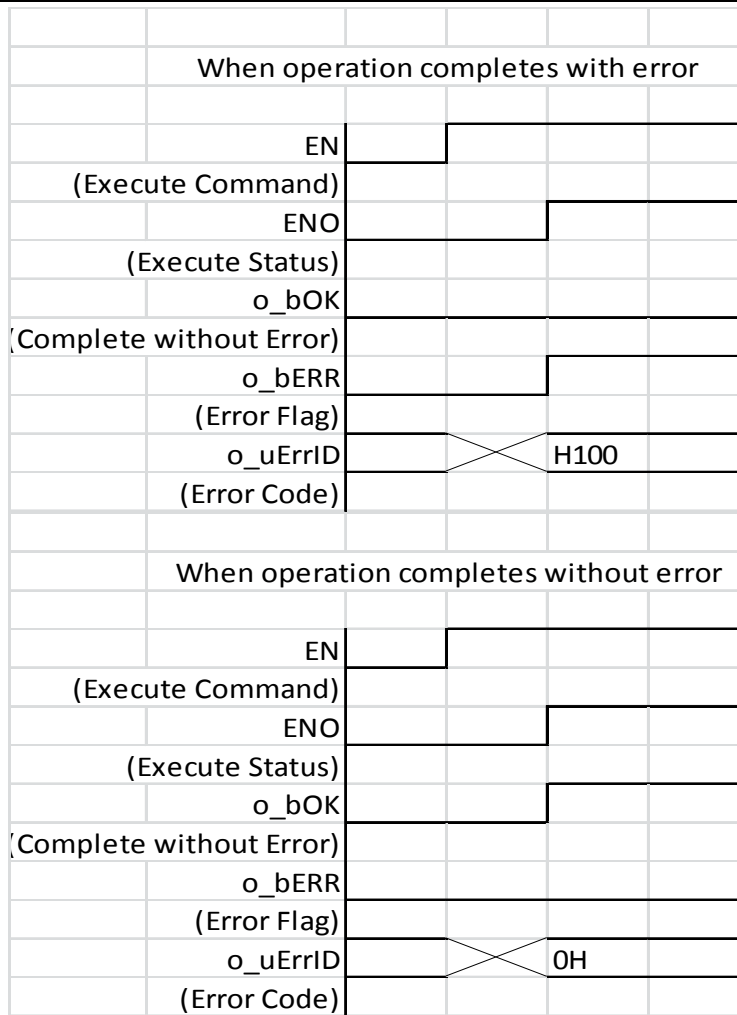 When operation completes with error
EN
(Execute Command)
ENO
(Execute Status)
o_bOK
(Complete without Error)
o_bERR
(Error Flag)
o_uErrID H100
(Error Code)
When operation completes without error
EN
(Execute Command)
ENO
(Execute Status)
o_bOK
(Complete without Error)
o_bERR
(Error Flag)
o_uErrID 0H
(Error Code)